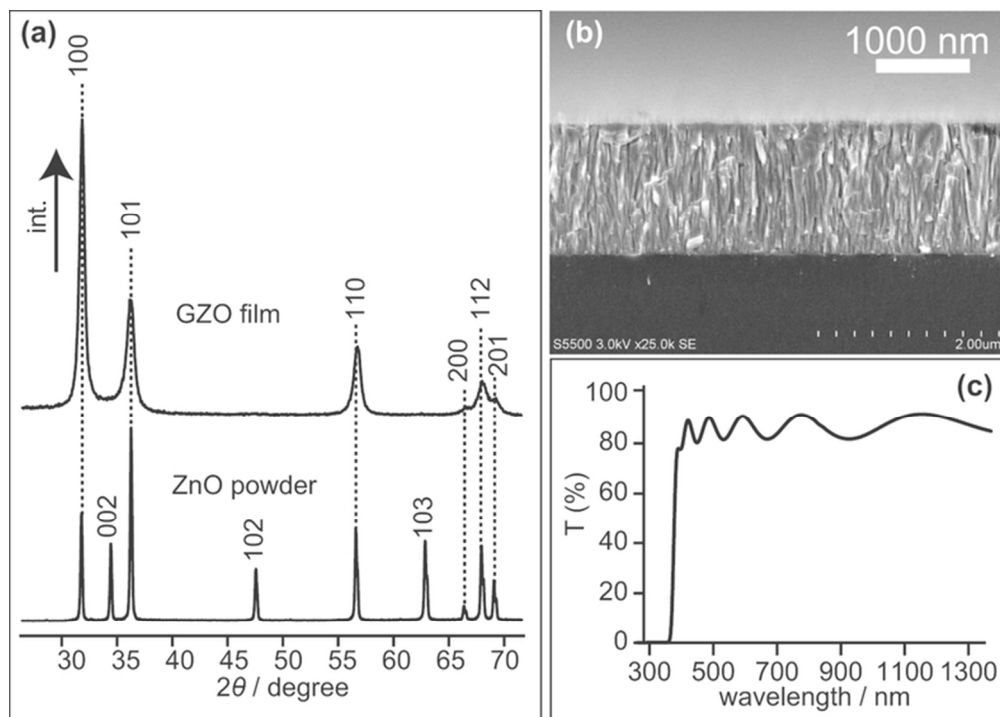 (a)
100
int.
101
GZO film
110
200
112
201
ZnO powder
002
102
103
30 35 40 45 50 55 60 65 70
2θ / degree
(b)
1000 nm
S5500 3.0kV x25.0k SE
2.00um
(c)
100
80
60
40
20
0
T (%)
300 500 700 900 1100 1300
wavelength / nm